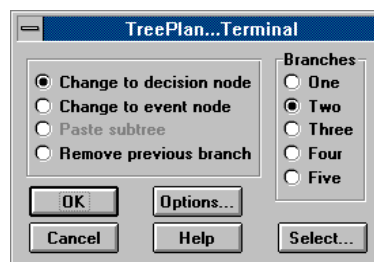 TreePlan...Terminal
Change to decision node
Change to event node
Paste subtree
Remove previous branch
Branches
One
Two
Three
Four
Five
OK
Options...
Cancel
Help
Select...